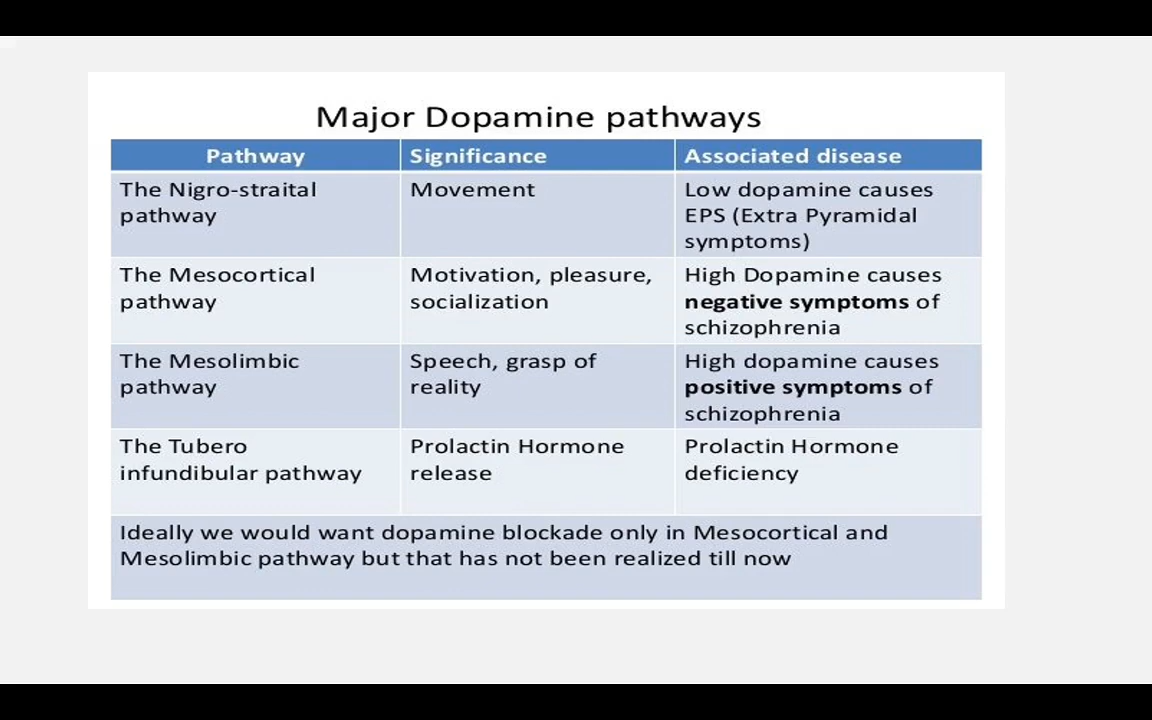 Major Dopamine pathways
Pathway
Significance
Associated disease
The Nigro-straital
pathway
Movement
Low dopamine causes
EPS (Extra Pyramidal
symptoms)
The Mesocortical
pathway
Motivation, pleasure,
socialization
High Dopamine causes
negative symptoms of
schizophrenia
The Mesolimbic
pathway
Speech, grasp of
reality
High dopamine causes
positive symptoms of
schizophrenia
The Tubero
infundibular pathway
Prolactin Hormone
release
Prolactin Hormone
deficiency
Ideally we would want dopamine blockade only in Mesocortical and
Mesolimbic pathway but that has not been realized till now